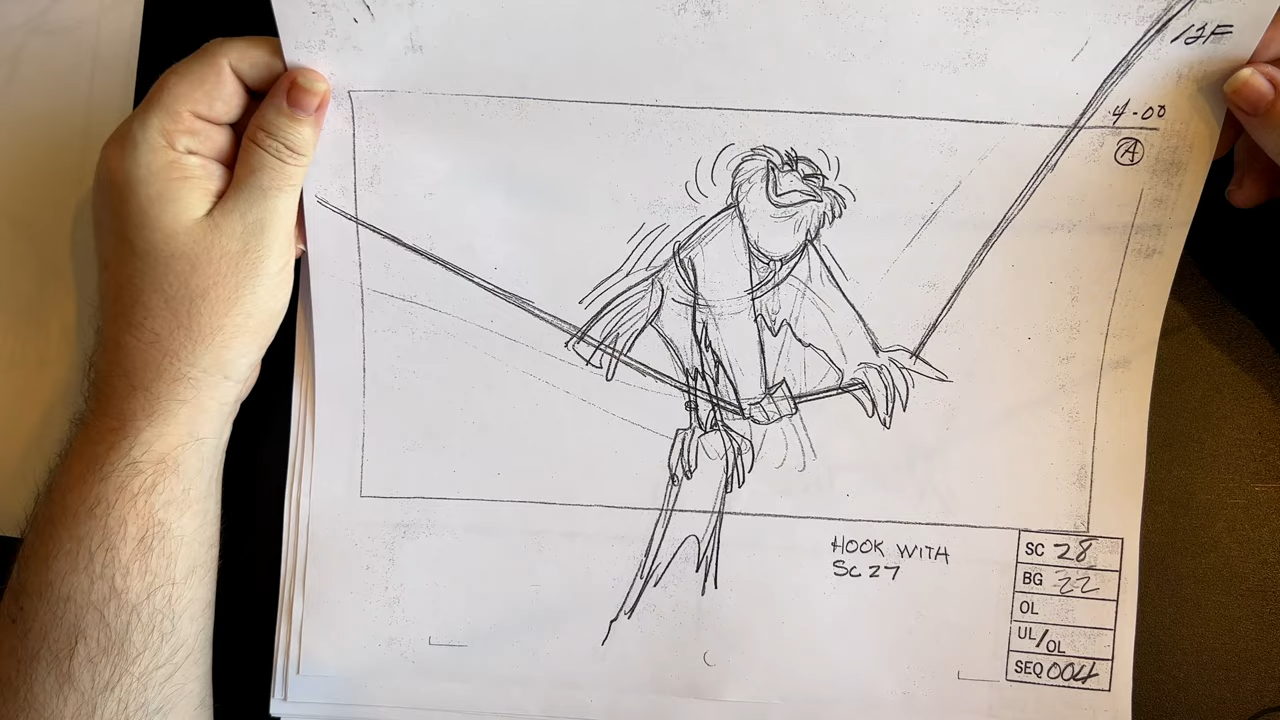 12F
4-00
A
HOOK WITH
SC 27
SC 28
BG 22
OL
UL/OL
SEQ 004